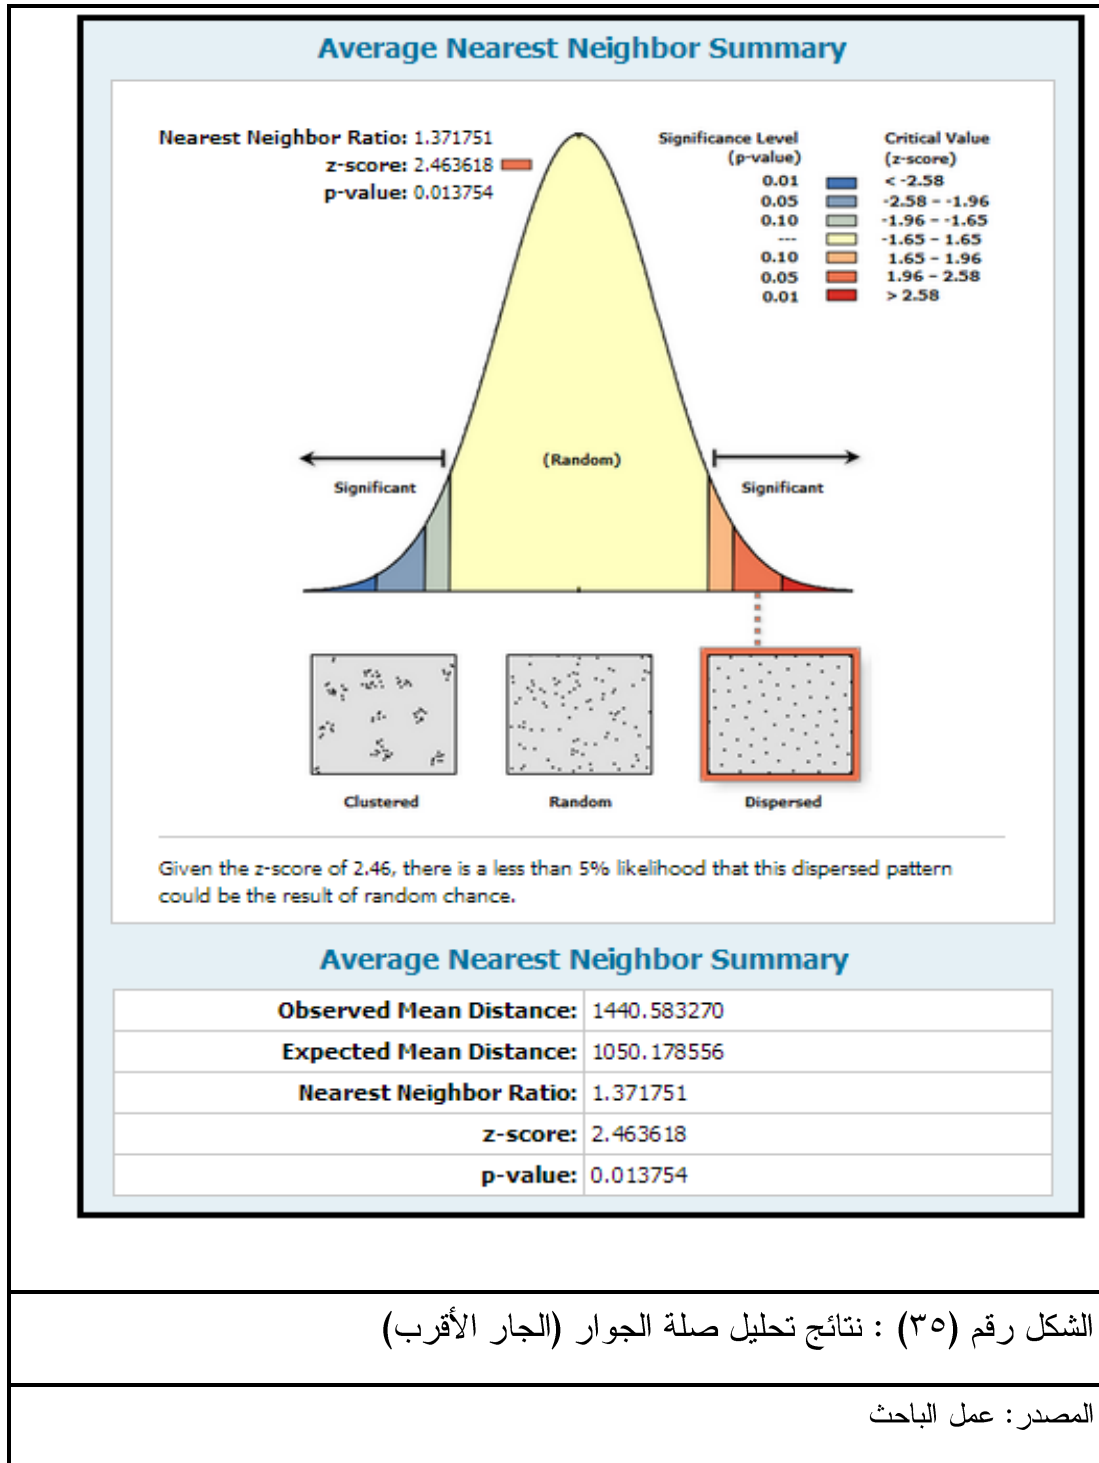 Average Nearest Neighbor Summary
Nearest Neighbor Ratio: 1.371751
z-score: 2.463618
p-value: 0.013754
Significance Level (p-value) Critical Value (z-score)
0.01 < -2.58
0.05 -2.58 - -1.96
0.10 -1.96 - -1.65
--- -1.65 - 1.65
0.10 1.65 - 1.96
0.05 1.96 - 2.58
0.01 > 2.58
(Random)
Significant Significant
Clustered Random Dispersed
Given the z-score of 2.46, there is a less than 5% likelihood that this dispersed pattern
could be the result of random chance.
Average Nearest Neighbor Summary
Observed Mean Distance: 1440.583270
Expected Mean Distance: 1050.178556
Nearest Neighbor Ratio: 1.371751
z-score: 2.463618
p-value: 0.013754
الشكل رقم (٣٥) : نتائج تحليل صلة الجوار (الجار الأقرب)
المصدر: عمل الباحث